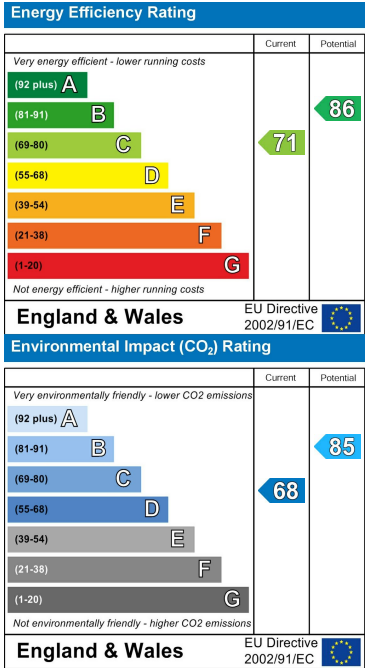 Energy Efficiency Rating
Current Potential
Very energy efficient - lower running costs
(92 plus) A
(81-91) B
86
(69-80) C
71
(55-68) D
(39-54) E
(21-38) F
(1-20) G
Not energy efficient - higher running costs
England & Wales
EU Directive
2002/91/EC
Environmental Impact (CO₂) Rating
Current Potential
Very environmentally friendly - lower CO2 emissions
(92 plus) A
(81-91) B
85
(69-80) C
(55-68) D
68
(39-54) E
(21-38) F
(1-20) G
Not environmentally friendly - higher CO2 emissions
England & Wales
EU Directive
2002/91/EC